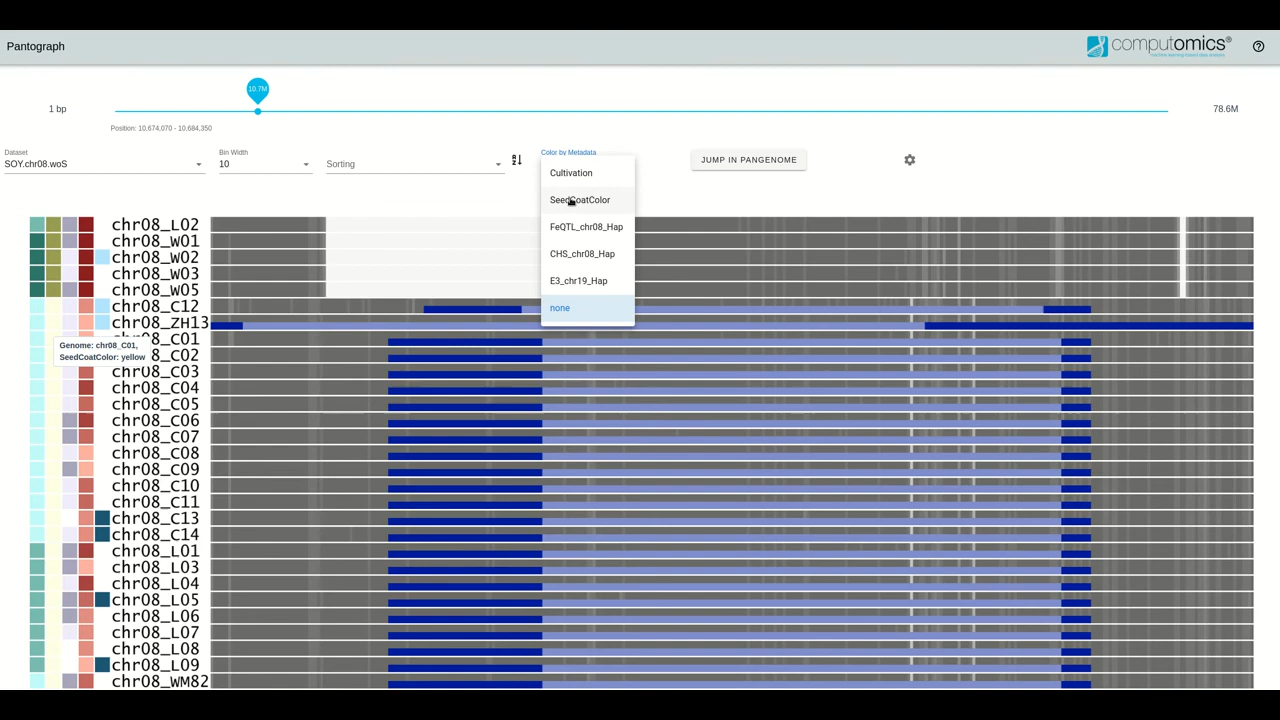 Pantograph
computomics®
10.7M
1 bp
78.6M
Position: 10,674,070 - 10,684,350
Dataset
SOY.chr08.woS
Bin Width
10
Sorting
Color by Metadata
Cultivation
SeedCoatColor
FeQTL_chr08_Hap
CHS_chr08_Hap
E3_chr19_Hap
none
JUMP IN PANGENOME
chr08_L02
chr08_W01
chr08_W02
chr08_W03
chr08_W05
chr08_C12
chr08_ZH13
chr08_C01
Genome: chr08_C01,
SeedCoatColor: yellow
chr08_C02
chr08_C03
chr08_C04
chr08_C05
chr08_C06
chr08_C07
chr08_C08
chr08_C09
chr08_C10
chr08_C11
chr08_C13
chr08_C14
chr08_L01
chr08_L03
chr08_L04
chr08_L05
chr08_L06
chr08_L07
chr08_L08
chr08_L09
chr08_WM82